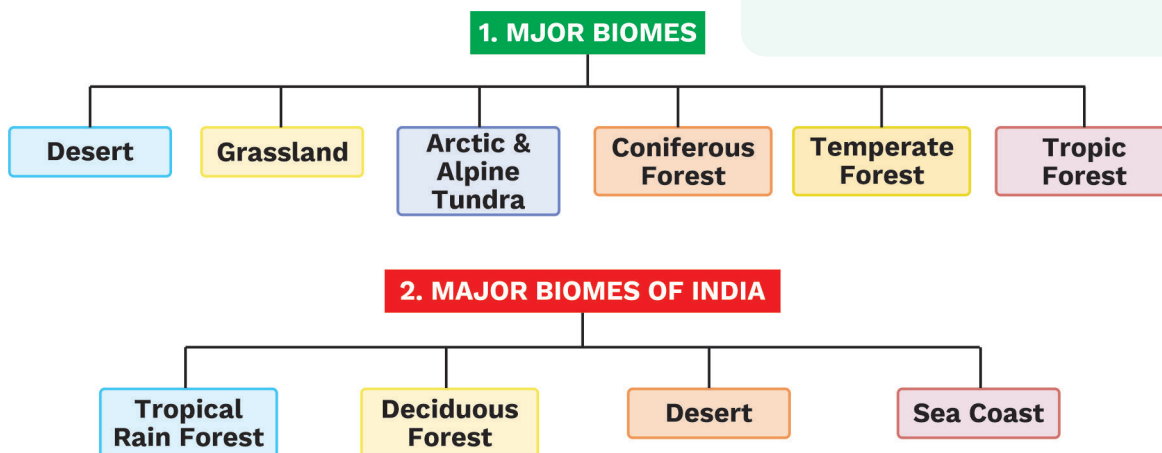 1. MJOR BIOMES
Desert
Grassland
Arctic &
Alpine
Tundra
Coniferous
Forest
Temperate
Forest
Tropic
Forest
2. MAJOR BIOMES OF INDIA
Tropical
Rain Forest
Deciduous
Forest
Desert
Sea Coast